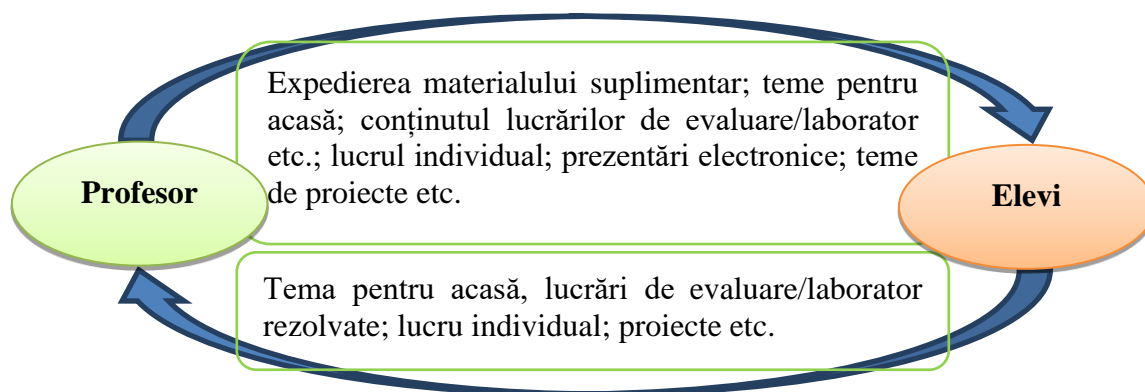 Expedierea materialului suplimentar; teme pentru
acasă; conținutul lucrărilor de evaluare/laborator
etc.; lucrul individual; prezentări electronice; teme
de proiecte etc.
Profesor
Elevi
Tema pentru acasă, lucrări de evaluare/laborator
rezolvate; lucru individual; proiecte etc.